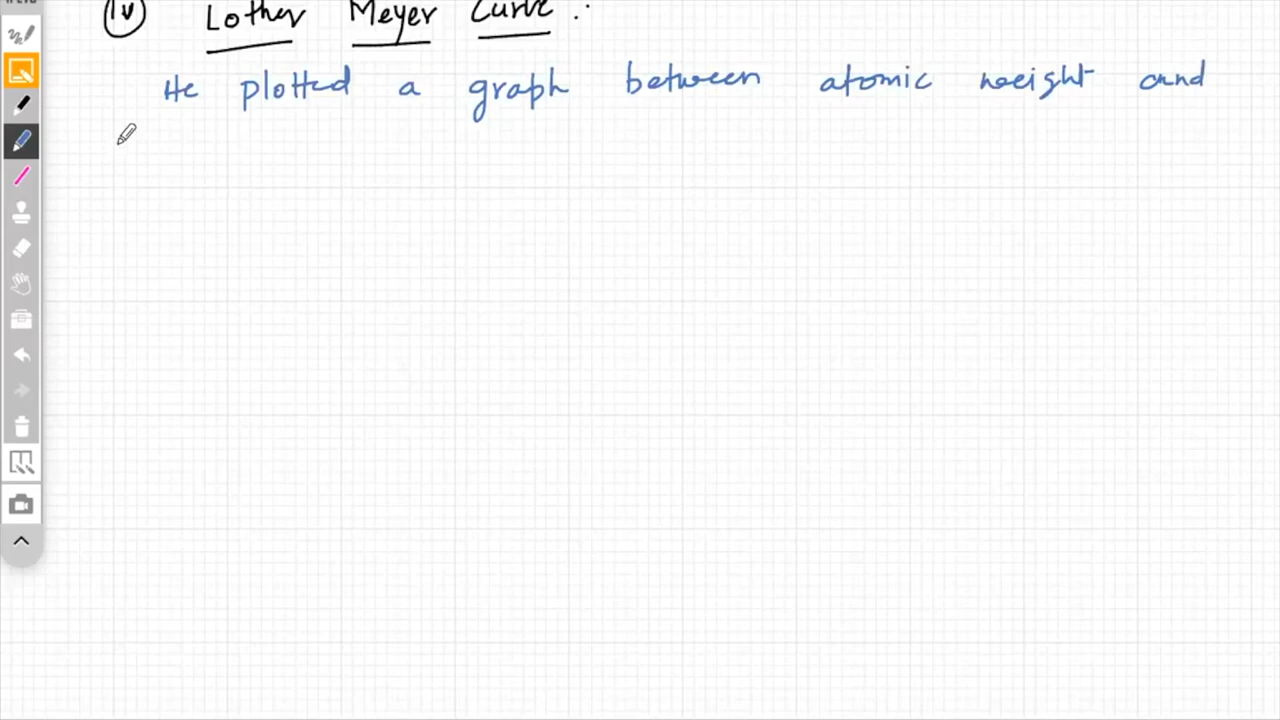 (iv) Lother Meyer Curve :
He plotted a graph between atomic weight and